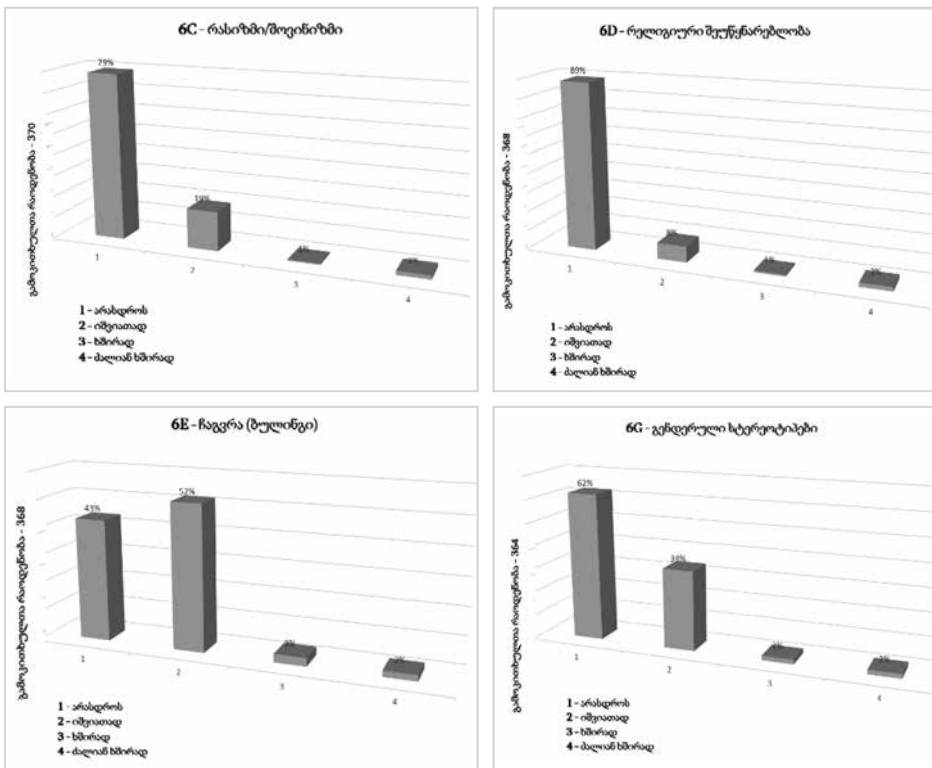 6C - რასიზმი/შოვინიზმი
79%
19%
გამოკითხულთა რაოდენობა - 370
1
2
3
4
1 - არასდროს
2 - იშვიათად
3 - ხშირად
4 - ძალიან ხშირად
6D - რელიგიური შეუწყნარებლობა
89%
გამოკითხულთა რაოდენობა - 368
1
2
3
4
1 - არასდროს
2 - იშვიათად
3 - ხშირად
4 - ძალიან ხშირად
6E - ჩაგვრა (ბულინგი)
43%
52%
გამოკითხულთა რაოდენობა - 368
1
2
3
4
1 - არასდროს
2 - იშვიათად
3 - ხშირად
4 - ძალიან ხშირად
6G - გენდერული სტერეოტიპები
62%
34%
გამოკითხულთა რაოდენობა - 364
1
2
3
4
1 - არასდროს
2 - იშვიათად
3 - ხშირად
4 - ძალიან ხშირად